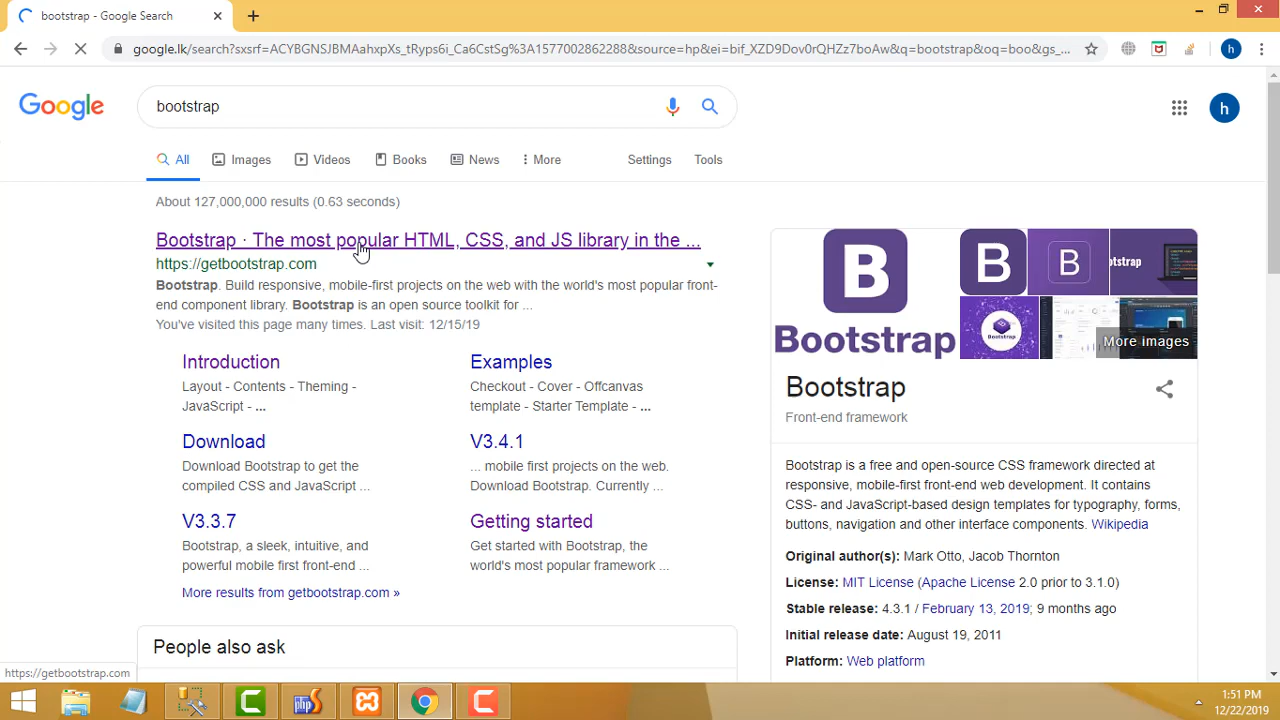 bootstrap - Google Search
google.lk/search?sxsrf=ACYBGNSJBMAahxpXs_tRyps6i_Ca6CstSg%3A1577002862288&source=hp&ei=bif_XZD9Dov0rQHZz7boAw&q=bootstrap&oq=boo&gs_...
h
Google
bootstrap
h
All
Images
Videos
Books
News
More
Settings
Tools
About 127,000,000 results (0.63 seconds)
Bootstrap · The most popular HTML, CSS, and JS library in the ...
https://getbootstrap.com
Bootstrap. Build responsive, mobile-first projects on the web with the world's most popular front-
end component library. Bootstrap is an open source toolkit for ...
You've visited this page many times. Last visit: 12/15/19
Introduction
Layout - Contents - Theming -
JavaScript - ...
Examples
Checkout - Cover - Offcanvas
template - Starter Template - ...
Download
Download Bootstrap to get the
compiled CSS and JavaScript ...
V3.4.1
... mobile first projects on the web.
Download Bootstrap. Currently ...
V3.3.7
Bootstrap, a sleek, intuitive, and
powerful mobile first front-end ...
Getting started
Get started with Bootstrap, the
world's most popular framework ...
More results from getbootstrap.com »
People also ask
B
Bootstrap
B
B
otstrap
Bootstrap
More images
Bootstrap
Front-end framework
Bootstrap is a free and open-source CSS framework directed at
responsive, mobile-first front-end web development. It contains
CSS- and JavaScript-based design templates for typography, forms,
buttons, navigation and other interface components. Wikipedia
Original author(s): Mark Otto, Jacob Thornton
License: MIT License (Apache License 2.0 prior to 3.1.0)
Stable release: 4.3.1 / February 13, 2019; 9 months ago
Initial release date: August 19, 2011
Platform: Web platform
https://getbootstrap.com
1:51 PM
12/22/2019